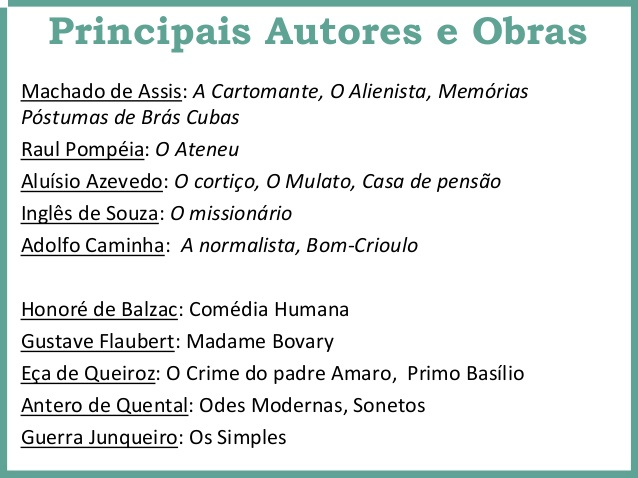 Principais Autores e Obras
Machado de Assis: A Cartomante, O Alienista, Memórias
Póstumas de Brás Cubas
Raul Pompéia: O Ateneu
Aluísio Azevedo: O cortiço, O Mulato, Casa de pensão
Inglês de Souza: O missionário
Adolfo Caminha: A normalista, Bom-Crioulo
Honoré de Balzac: Comédia Humana
Gustave Flaubert: Madame Bovary
Eça de Queiroz: O Crime do padre Amaro, Primo Basílio
Antero de Quental: Odes Modernas, Sonetos
Guerra Junqueiro: Os Simples